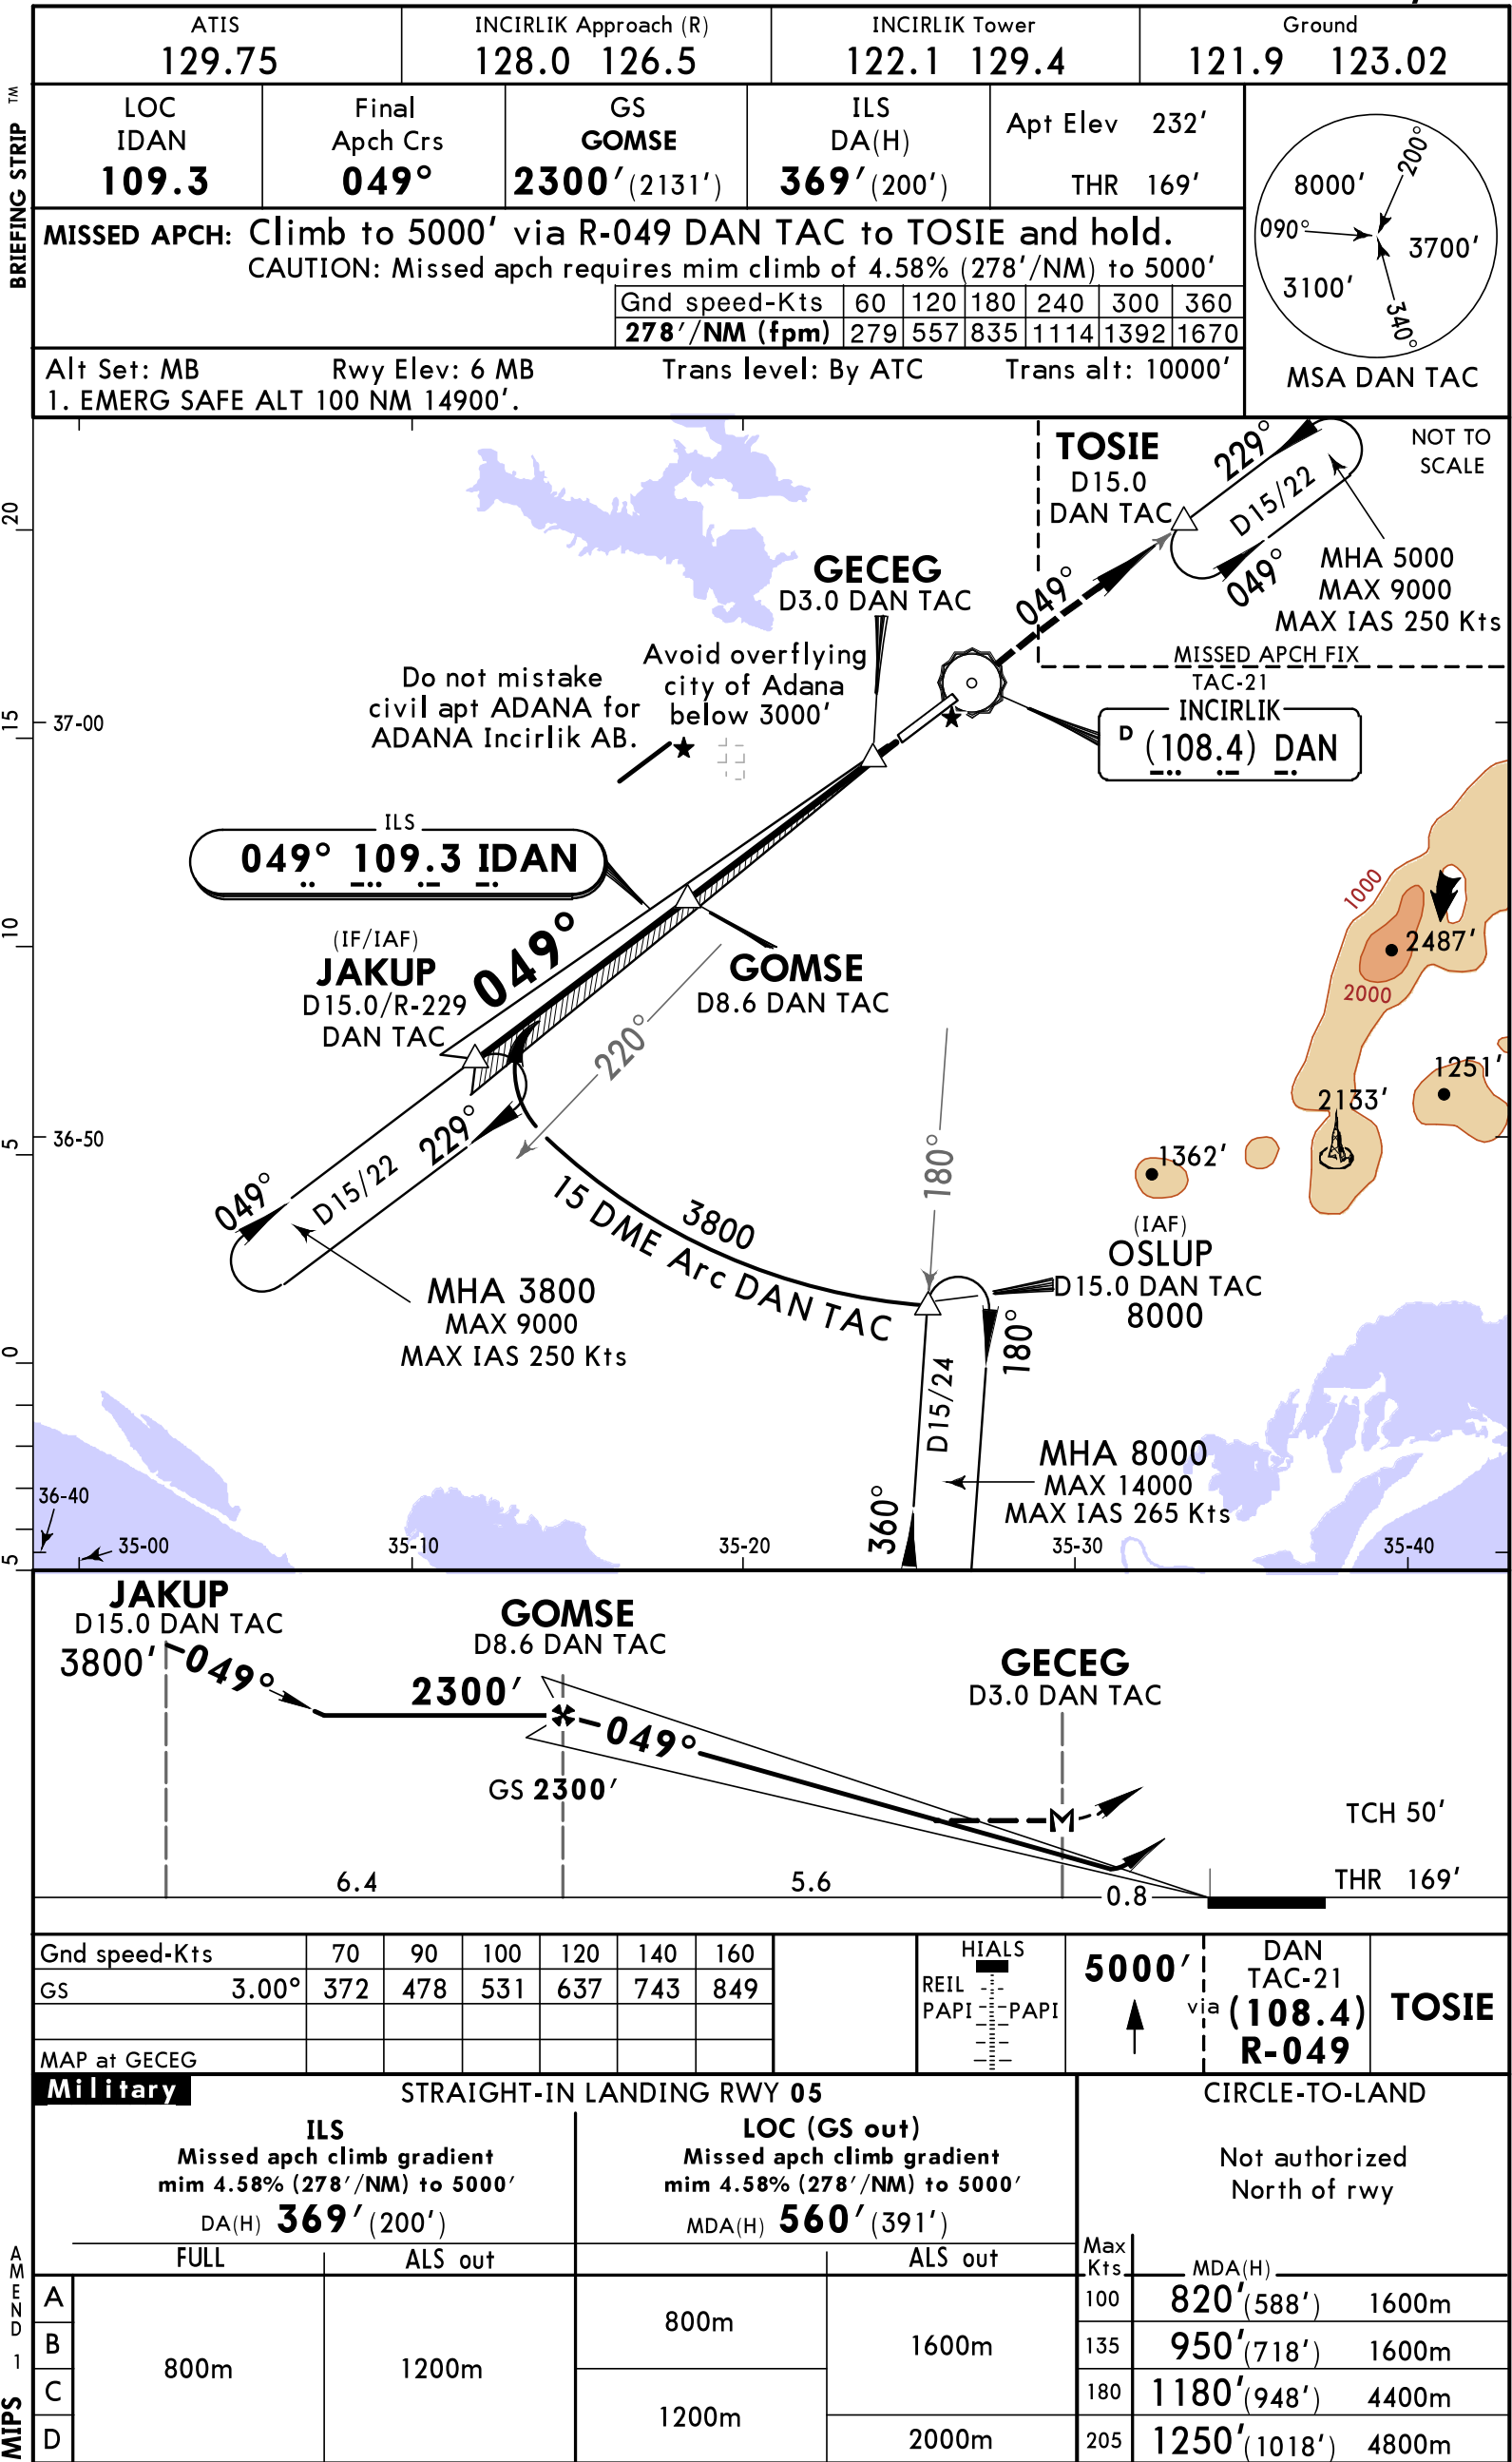 ATIS
129.75
INCIRLIK Approach (R)
128.0 126.5
INCIRLIK Tower
122.1 129.4
Ground
121.9 123.02
BRIEFING STRIP TM
LOC
IDAN
109.3
Final
Apch Crs
049°
GS
GOMSE
2300'(2131')
ILS
DA(H)
369'(200')
Apt Elev 232'
THR 169'
MISSED APCH: Climb to 5000' via R-049 DAN TAC to TOSIE and hold.
CAUTION: Missed apch requires mim climb of 4.58% (278'/NM) to 5000'
Gnd speed-Kts 60 120 180 240 300 360
278'/NM (fpm) 279 557 835 1114 1392 1670
Alt Set: MB Rwy Elev: 6 MB Trans level: By ATC Trans alt: 10000'
1. EMERG SAFE ALT 100 NM 14900'.
200°
8000'
090°
3700'
3100'
340°
MSA DAN TAC
TOSIE
D15.0
DAN TAC
229°
D15/22
049°
NOT TO
SCALE
MHA 5000
MAX 9000
MAX IAS 250 Kts
MISSED APCH FIX
049°
GECEG
D3.0 DAN TAC
Avoid overflying
city of Adana
below 3000'
Do not mistake
civil apt ADANA for
ADANA Incirlik AB.
TAC-21
INCIRLIK
D (108.4) DAN
20
15
10
5
0
5
37-00
36-50
36-40
ILS
049° 109.3 IDAN
049°
(IF/IAF)
JAKUP
D15.0/R-229
DAN TAC
GOMSE
D8.6 DAN TAC
220°
229°
D15/22
049°
MHA 3800
MAX 9000
MAX IAS 250 Kts
3800
15 DME Arc DAN TAC
180°
(IAF)
OSLUP
D15.0 DAN TAC
8000
180°
D15/24
360°
MHA 8000
MAX 14000
MAX IAS 265 Kts
1000
2487'
2000
1251'
2133'
1362'
35-00
35-10
35-20
35-30
35-40
JAKUP
D15.0 DAN TAC
3800'
049°
2300'
GOMSE
D8.6 DAN TAC
049°
GS 2300'
GECEG
D3.0 DAN TAC
M
TCH 50'
THR 169'
6.4
5.6
0.8
Gnd speed-Kts 70 90 100 120 140 160
GS 3.00° 372 478 531 637 743 849
MAP at GECEG
HIALS
REIL
PAPI PAPI
5000'
via
DAN
TAC-21
(108.4)
R-049
TOSIE
Military
STRAIGHT-IN LANDING RWY 05
CIRCLE-TO-LAND
ILS
Missed apch climb gradient
mim 4.58% (278'/NM) to 5000'
DA(H) 369'(200')
LOC (GS out)
Missed apch climb gradient
mim 4.58% (278'/NM) to 5000'
MDA(H) 560'(391')
Not authorized
North of rwy
FULL
ALS out
ALS out
Max
Kts
MDA(H)
A
B
C
D
800m
1200m
800m
1200m
1600m
2000m
100 820'(588') 1600m
135 950'(718') 1600m
180 1180'(948') 4400m
205 1250'(1018') 4800m
AMEND 1
MIPS